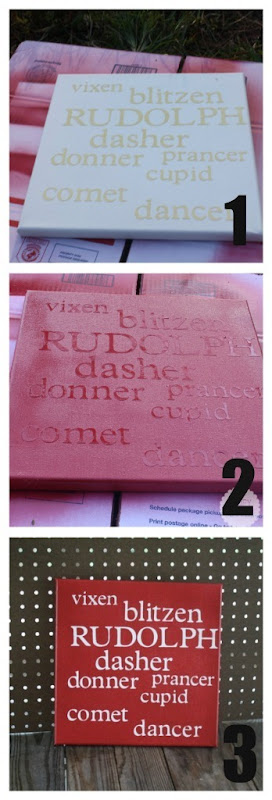 vixen
blitzen
RUDOLPH
dasher
donner prancer
cupid
comet
dancer
1
vixen
blitzen
RUDOLPH
dasher
donner prancer
cupid
comet
dancer
Schedule package pickup
Print postage online
2
vixen
blitzen
RUDOLPH
dasher
donner prancer
cupid
comet
dancer
3